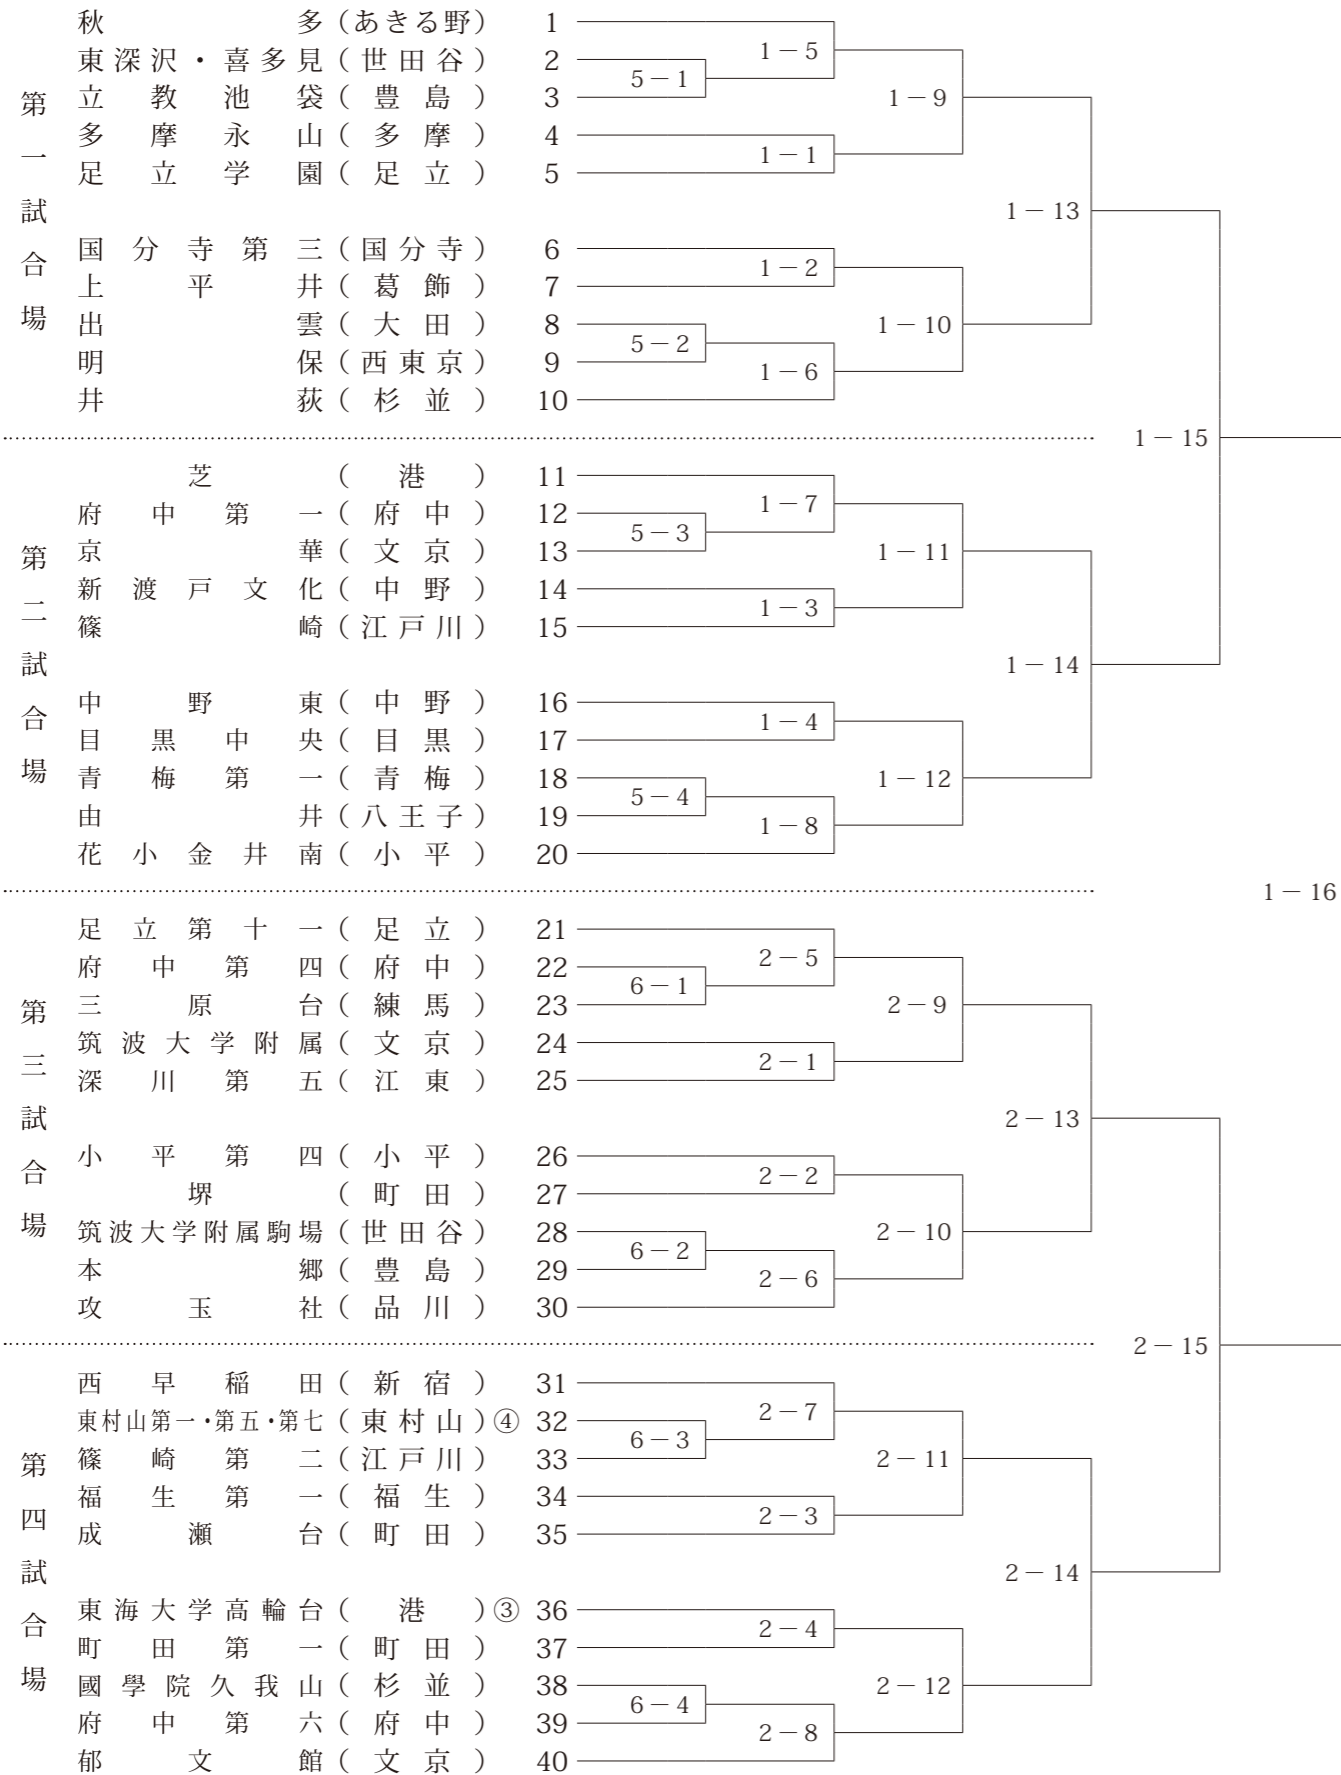 第一試合場
秋多(あきる野) 1
東深沢・喜多見(世田谷) 2
立教池袋(豊島) 3
多摩永山(多摩) 4
足立学園(足立) 5
国分寺第三(国分寺) 6
上平井(葛飾) 7
出雲(大田) 8
明保(西東京) 9
井荻(杉並) 10
5-1
5-2
1-5
1-1
1-2
1-6
1-9
1-10
1-13
第二試合場
芝(港) 11
府中第一(府中) 12
京華(文京) 13
新渡戸文化(中野) 14
篠崎(江戸川) 15
中野東(中野) 16
目黒中央(目黒) 17
青梅第一(青梅) 18
由井(八王子) 19
花小金井南(小平) 20
5-3
5-4
1-7
1-3
1-4
1-8
1-11
1-12
1-14
1-15
1-16
第三試合場
足立第十一(足立) 21
府中第四(府中) 22
三原台(練馬) 23
筑波大学附属(文京) 24
深川第五(江東) 25
小平第四(小平) 26
堺(町田) 27
筑波大学附属駒場(世田谷) 28
本郷(豊島) 29
攻玉社(品川) 30
6-1
6-2
2-5
2-1
2-2
2-6
2-9
2-10
2-13
第四試合場
西早稲田(新宿) 31
東村山第一・第五・第七(東村山)④ 32
篠崎第二(江戸川) 33
福生第一(福生) 34
成瀬台(町田) 35
東海大学高輪台(港)③ 36
町田第一(町田) 37
國學院久我山(杉並) 38
府中第六(府中) 39
郁文館(文京) 40
6-3
6-4
2-7
2-3
2-4
2-8
2-11
2-12
2-14
2-15